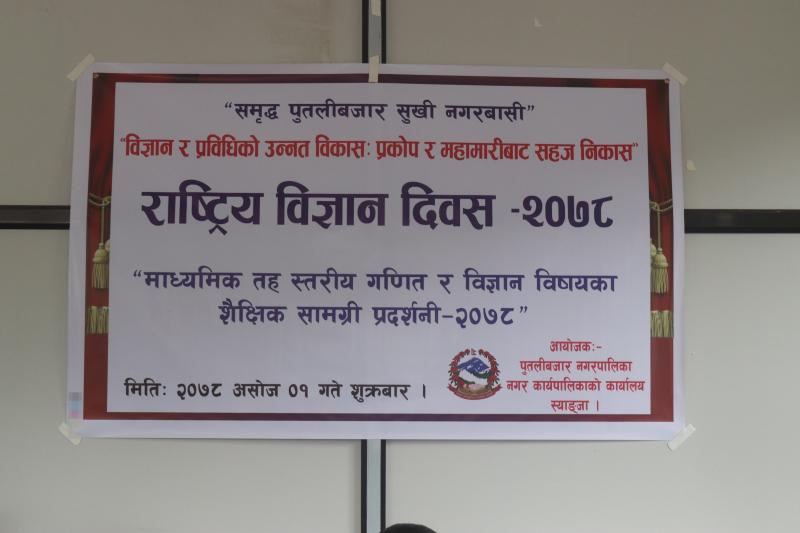 “समृद्ध पुतलीबजार सुखी नगरबासी”
“विज्ञान र प्रविधिको उन्नत विकासः प्रकोप र महामारीबाट सहज निकास”
राष्ट्रिय विज्ञान दिवस -२०७८
“माध्यमिक तह स्तरीय गणित र विज्ञान विषायका
शैक्षिक सामग्री प्रदर्शनी-२०७८”
मितिः २०७८ असोज ०१ गते शुक्रबार ।
आयोजकः-
पुतलीबजार नगरपालिका
नगर कार्यपालिकाको कार्यालय
स्याङ्जा ।